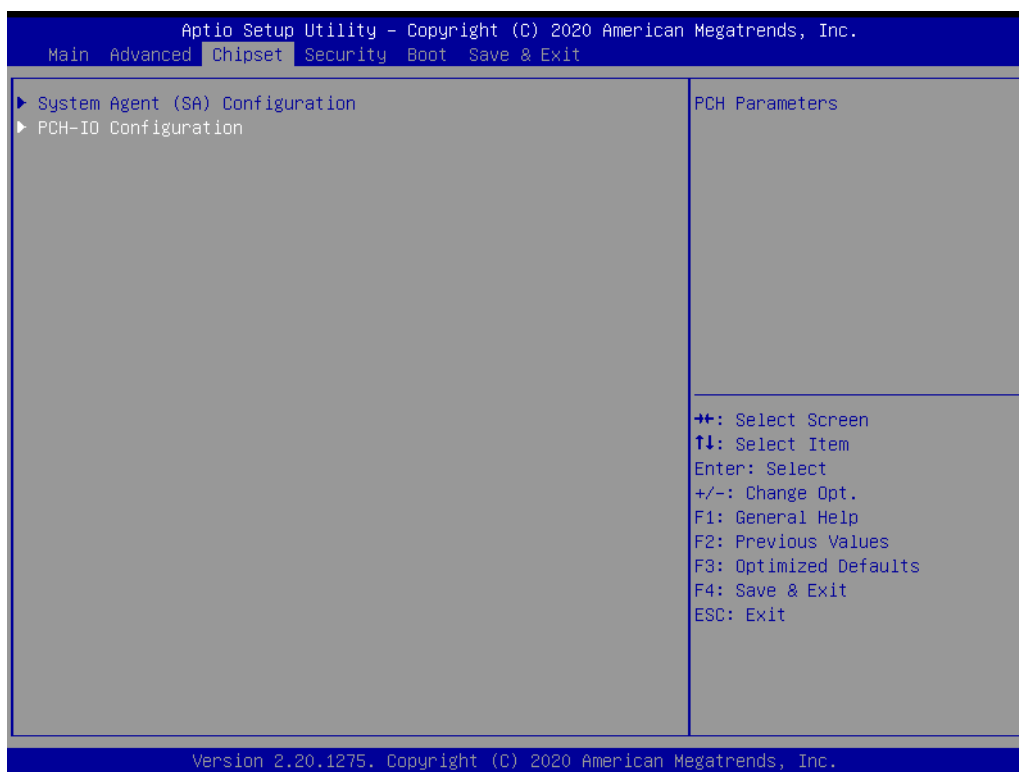 Aptio Setup Utility – Copyright (C) 2020 American Megatrends, Inc.
Main Advanced Chipset Security Boot Save & Exit
▶ System Agent (SA) Configuration
▶ PCH-IO Configuration
PCH Parameters
→←: Select Screen
↑↓: Select Item
Enter: Select
+/-: Change Opt.
F1: General Help
F2: Previous Values
F3: Optimized Defaults
F4: Save & Exit
ESC: Exit
Version 2.20.1275. Copyright (C) 2020 American Megatrends, Inc.